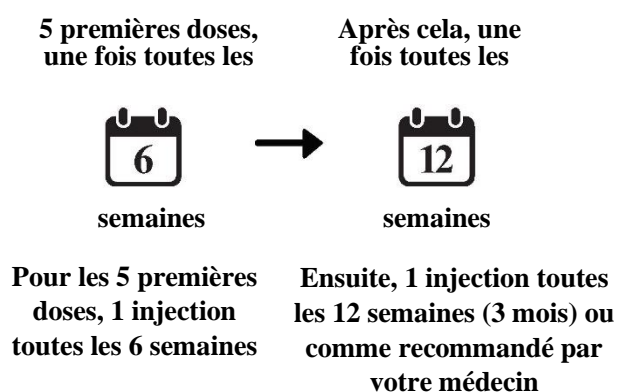 5 premières doses,
une fois toutes les
6
semaines
Pour les 5 premières
doses, 1 injection
toutes les 6 semaines
Après cela, une
fois toutes les
12
semaines
Ensuite, 1 injection toutes
les 12 semaines (3 mois) ou
comme recommandé par
votre médecin